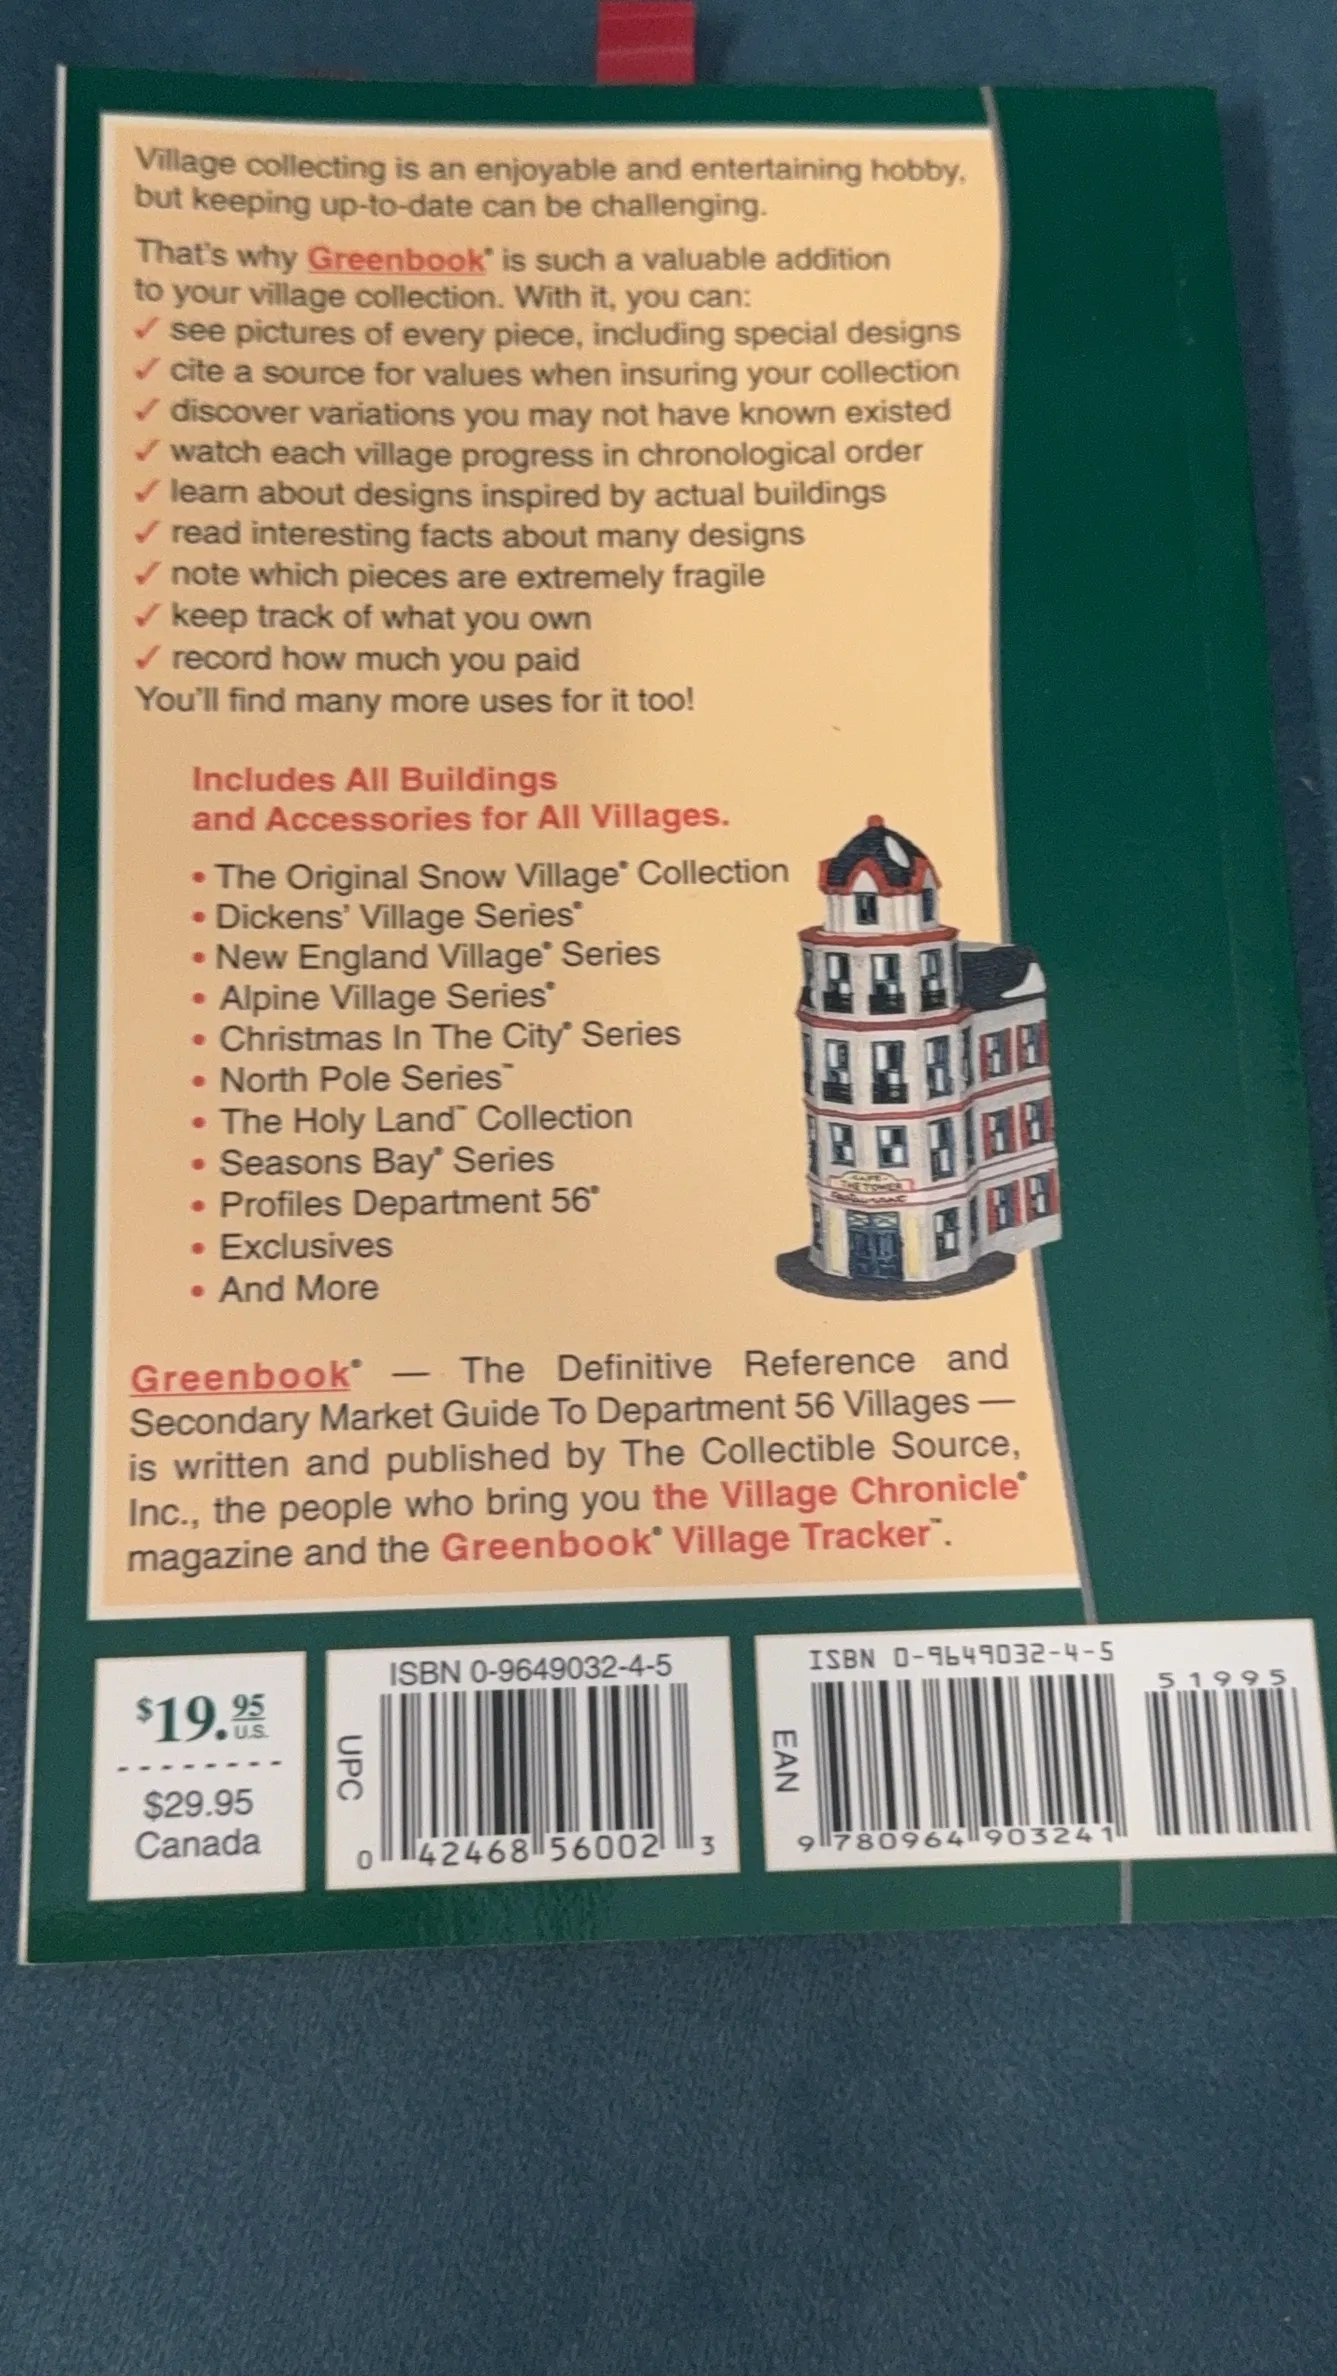 Village collecting is an enjoyable and entertaining hobby,
but keeping up-to-date can be challenging.
That's why Greenbook® is such a valuable addition
to your village collection. With it, you can:
✓ see pictures of every piece, including special designs
✓ cite a source for values when insuring your collection
✓ discover variations you may not have known existed
✓ watch each village progress in chronological order
✓ learn about designs inspired by actual buildings
✓ read interesting facts about many designs
✓ note which pieces are extremely fragile
✓ keep track of what you own
✓ record how much you paid
You'll find many more uses for it too!
Includes All Buildings
and Accessories for All Villages.
• The Original Snow Village® Collection
• Dickens' Village Series®
• New England Village® Series
• Alpine Village Series®
• Christmas In The City® Series
• North Pole Series™
• The Holy Land™ Collection
• Seasons Bay® Series
• Profiles Department 56®
• Exclusives
• And More
CAFE
THE TOWER
RESTAURANT
Greenbook® — The Definitive Reference and
Secondary Market Guide To Department 56 Villages —
is written and published by The Collectible Source,
Inc., the people who bring you the Village Chronicle®
magazine and the Greenbook® Village Tracker™.
$19.95
U.S.
$29.95
Canada
ISBN 0-9649032-4-5
UPC
0 42468 56002 3
ISBN 0-9649032-4-5
51995
EAN
9 780964 903241